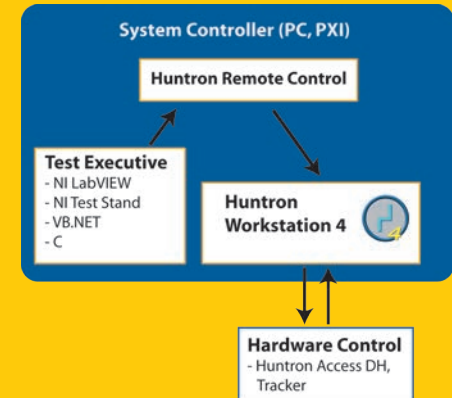 System Controller (PC, PXI)
Huntron Remote Control
Test Executive
- NI LabVIEW
- NI Test Stand
- VB.NET
- C
Huntron
Workstation 4
4
Hardware Control
- Huntron Access DH,
Tracker